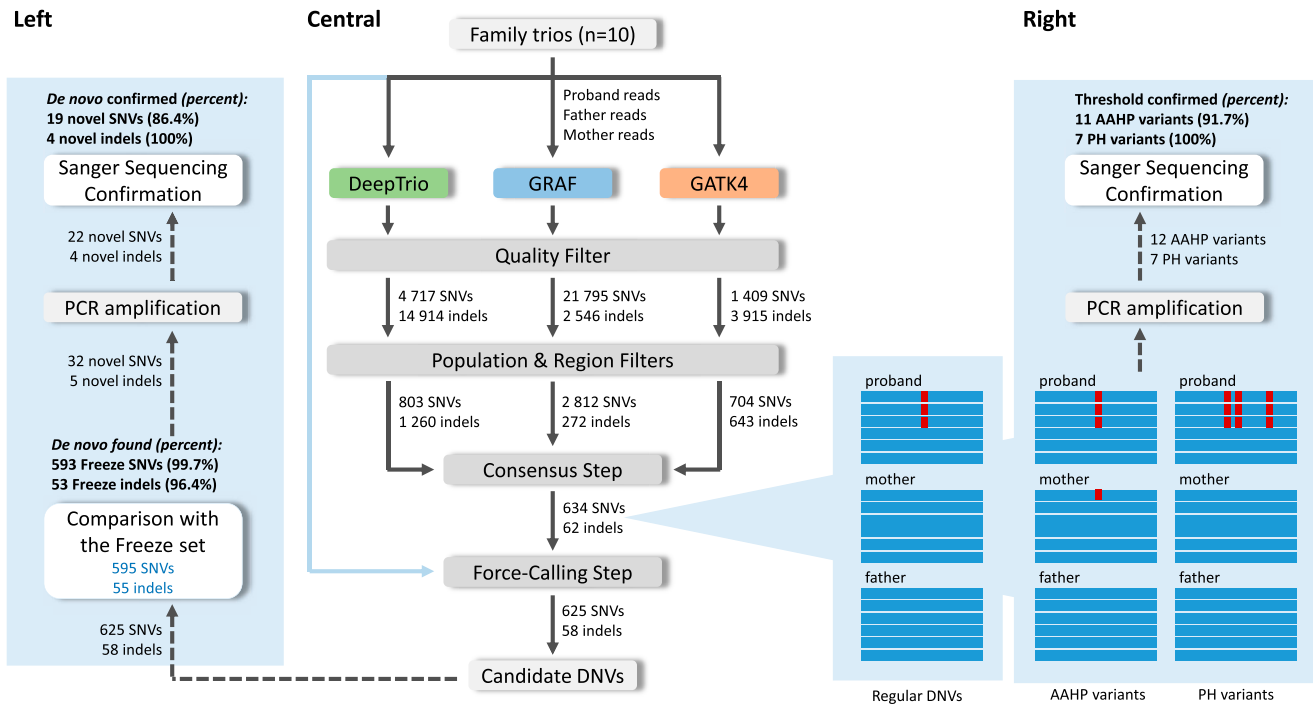 Left
De novo confirmed (percent):
19 novel SNVs (86.4%)
4 novel indels (100%)
Sanger Sequencing
Confirmation
22 novel SNVs
4 novel indels
PCR amplification
32 novel SNVs
5 novel indels
De novo found (percent):
593 Freeze SNVs (99.7%)
53 Freeze indels (96.4%)
Comparison with
the Freeze set
595 SNVs
55 indels
625 SNVs
58 indels
Central
Family trios (n=10)
Proband reads
Father reads
Mother reads
DeepTrio
GRAF
GATK4
Quality Filter
4 717 SNVs
14 914 indels
21 795 SNVs
2 546 indels
1 409 SNVs
3 915 indels
Population & Region Filters
803 SNVs
1 260 indels
2 812 SNVs
272 indels
704 SNVs
643 indels
Consensus Step
634 SNVs
62 indels
Force-Calling Step
625 SNVs
58 indels
Candidate DNVs
Right
Threshold confirmed (percent):
11 AAHP variants (91.7%)
7 PH variants (100%)
Sanger Sequencing
Confirmation
12 AAHP variants
7 PH variants
PCR amplification
proband
mother
father
Regular DNVs
proband
mother
father
AAHP variants
proband
mother
father
PH variants